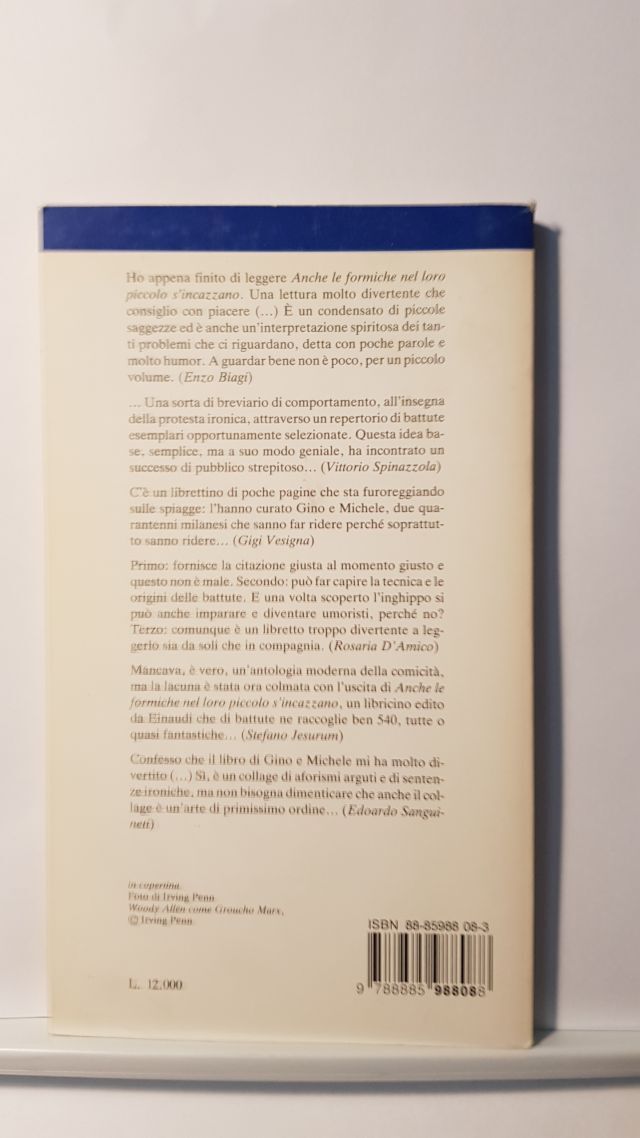 Ho appena finito di leggere Anche le formiche nel loro
piccolo s'incazzano. Una lettura molto divertente che
consiglio con piacere (...) È un condensato di piccole
saggezze ed è anche un'interpretazione spiritosa dei tan-
ti problemi che ci riguardano, detta con poche parole e
molto humor. A guardar bene non è poco, per un piccolo
volume. (Enzo Biagi)
... Una sorta di breviario di comportamento, all'insegna
della protesta ironica, attraverso un repertorio di battute
esemplari opportunamente selezionate. Questa idea ba-
se, semplice, ma a suo modo geniale, ha incontrato un
successo di pubblico strepitoso... (Vittorio Spinazzola)
C'è un librettino di poche pagine che sta furoreggiando
sulle spiagge: l'hanno curato Gino e Michele, due qua-
rantenni milanesi che sanno far ridere perché soprattut-
to sanno ridere... (Gigi Vesigna)
Primo: fornisce la citazione giusta al momento giusto e
questo non è male. Secondo: può far capire la tecnica e le
origini delle battute. E una volta scoperto l'inghippo si
può anche imparare e diventare umoristi, perché no?
Terzo: comunque è un libretto troppo divertente a leg-
gerlo sia da soli che in compagnia. (Rosaria D'Amico)
Mancava, è vero, un'antologia moderna della comicità,
ma la lacuna è stata ora colmata con l'uscita di Anche le
formiche nel loro piccolo s'incazzano, un libricino edito
da Einaudi che di battute ne raccoglie ben 540, tutte o
quasi fantastiche... (Stefano Jesurum)
Confesso che il libro di Gino e Michele mi ha molto di-
vertito (...) Sì, è un collage di aforismi arguti e di senten-
ze ironiche, ma non bisogna dimenticare che anche il col-
lage è un'arte di primissimo ordine... (Edoardo Sangui-
neti)
in copertina:
Foto di Irving Penn
Woody Allen come Groucho Marx,
© Irving Penn
ISBN 88-85988 08-3
9 788885 988088
L. 12.000